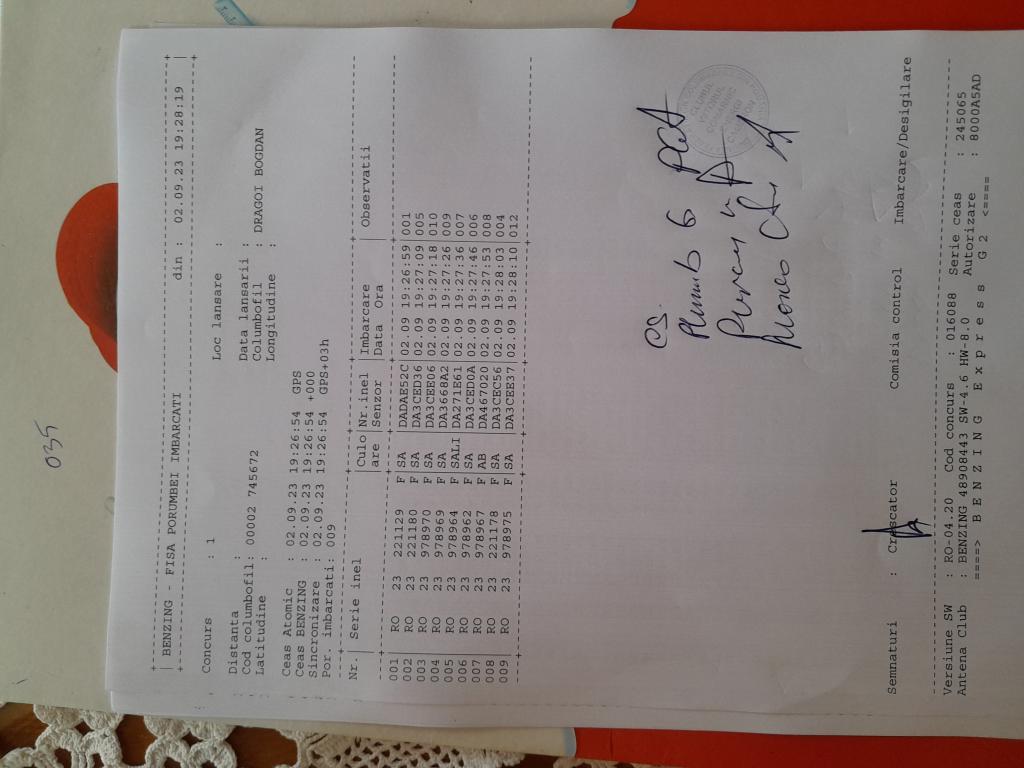 035
BENZING - FISA PORUMBEI IMBARCATI din : 02.09.23 19:28:19
Concurs : 1 Loc lansare :
Distanta : Data lansarii :
Cod columbofil: 00002 745672 Columbofil : DRAGOI BOGDAN
Latitudine : Longitudine :
Ceas Atomic : 02.09.23 19:26:54 GPS
Ceas BENZING : 02.09.23 19:26:54 +000
Sincronizare : 02.09.23 19:26:54 GPS+03h
Por. imbarcati: 009
Nr.| Serie inel |Culo|Nr.inel |Imbarcare | Observatii
|are |Senzor |Data Ora
001 | RO 23 221129 F |SA |DADAE52C|02.09 19:26:59|001
002 | RO 23 221180 F |SA |DA3CED36|02.09 19:27:09|005
003 | RO 23 978970 F |SA |DA3CEE06|02.09 19:27:18|010
004 | RO 23 978969 F |SA |DA3668A2|02.09 19:27:26|009
005 | RO 23 978964 F |SALI|DA271E61|02.09 19:27:36|007
006 | RO 23 978962 F |SA |DA3CED0A|02.09 19:27:46|006
007 | RO 23 978967 F |AB |DA467020|02.09 19:27:53|008
008 | RO 23 221178 F |SA |DA3CEC56|02.09 19:28:03|004
009 | RO 23 978975 F |SA |DA3CEE37|02.09 19:28:10|012
Semnaturi : Crescator Comisia control Imbarcare/Desigilare
Versiune SW : RO-04.20 Cod concurs : 016088 Serie ceas : 245065
Antena Club : BENZING 48908443 SW-4.6 HW-8.0 Autorizare : 8000A5AD
====> B E N Z I N G E x p r e s s G 2 <====